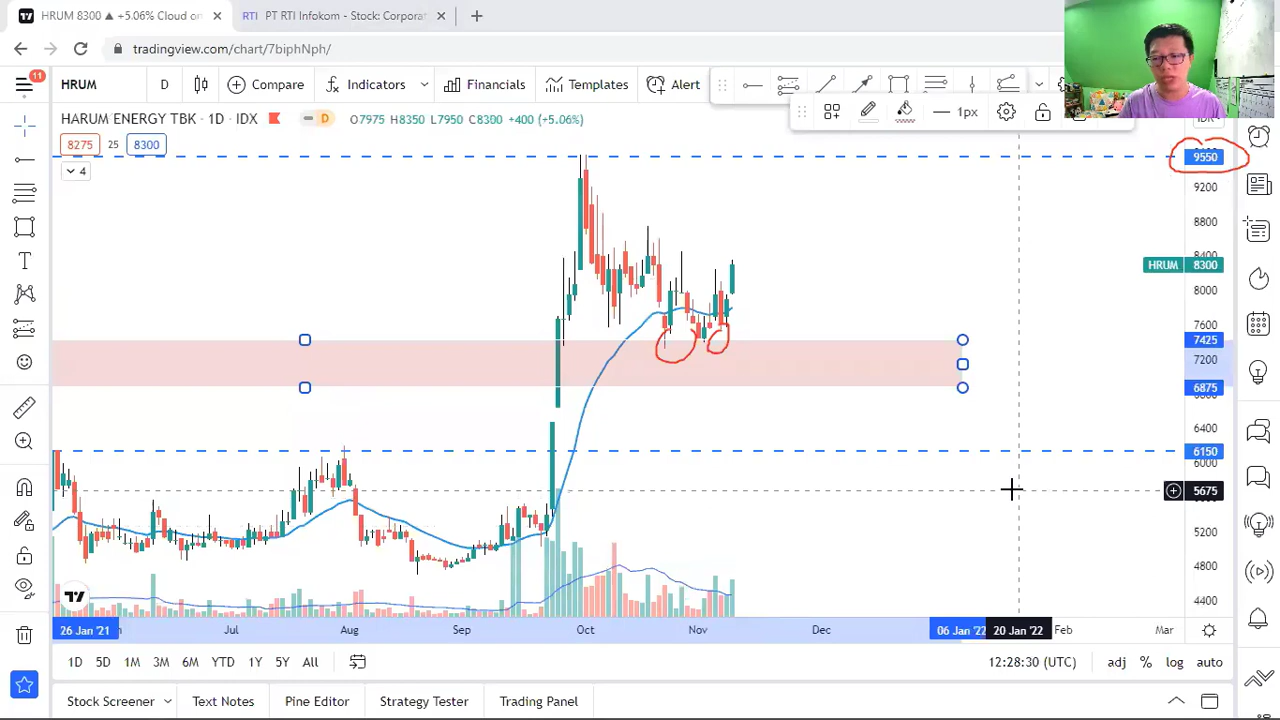 HRUM 8300 ▲ +5.06% Cloud on
RTI PT RTI Infokom - Stock: Corporat
tradingview.com/chart/7biphNph/
11
HRUM
D
Compare
Indicators
Financials
Templates
Alert
1px
HARUM ENERGY TBK · 1D · IDX
D
O7975 H8350 L7950 C8300 +400 (+5.06%)
8275
25
8300
4
9550
9200
8800
HRUM 8300
8000
7600
7425
7200
6875
6400
6150
6000
5675
5200
4800
4400
26 Jan '21
Jul
Aug
Sep
Oct
Nov
Dec
06 Jan '22
20 Jan '22
Feb
Mar
1D
5D
1M
3M
6M
YTD
1Y
5Y
All
12:28:30 (UTC)
adj
%
log
auto
Stock Screener
Text Notes
Pine Editor
Strategy Tester
Trading Panel